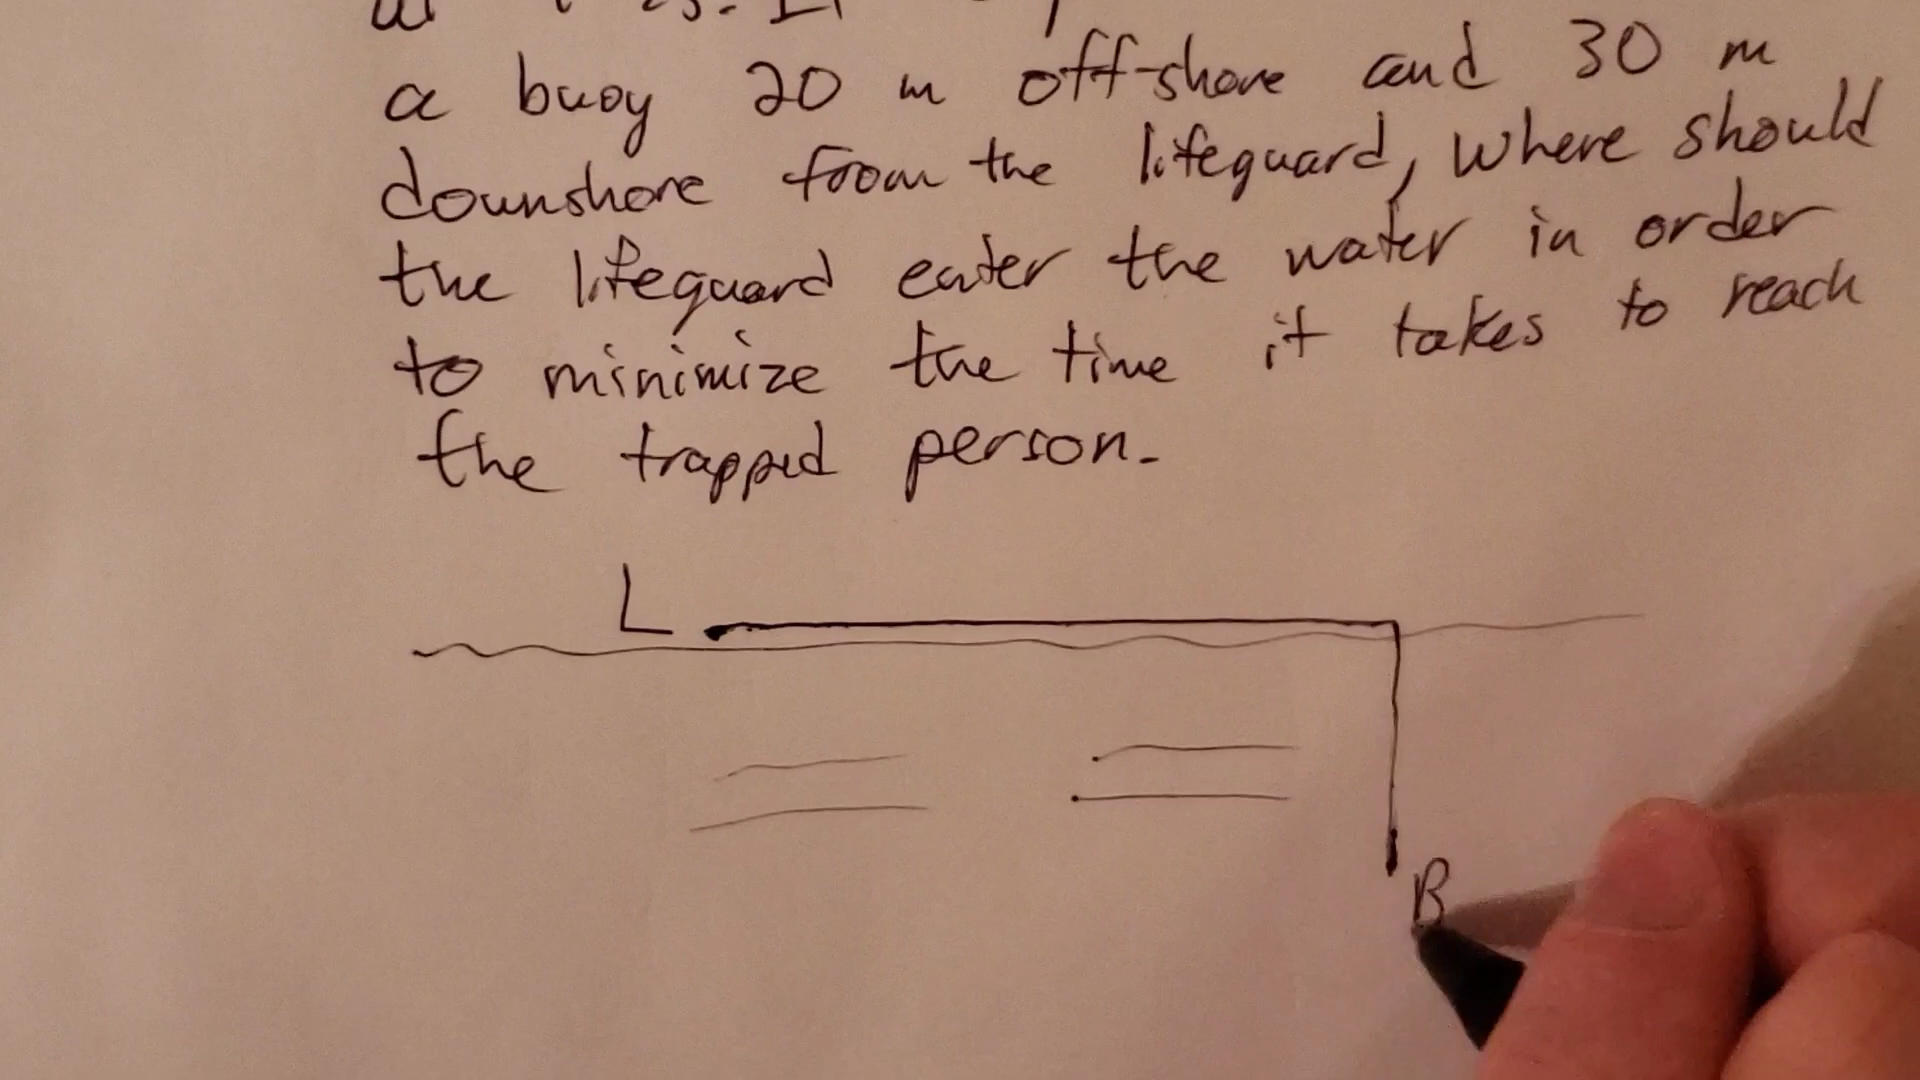 a buoy 20 m off-shore and 30 m
downshore from the lifeguard, where should
the lifeguard enter the water in order
to minimize the time it takes to reach
the trapped person.
L
B